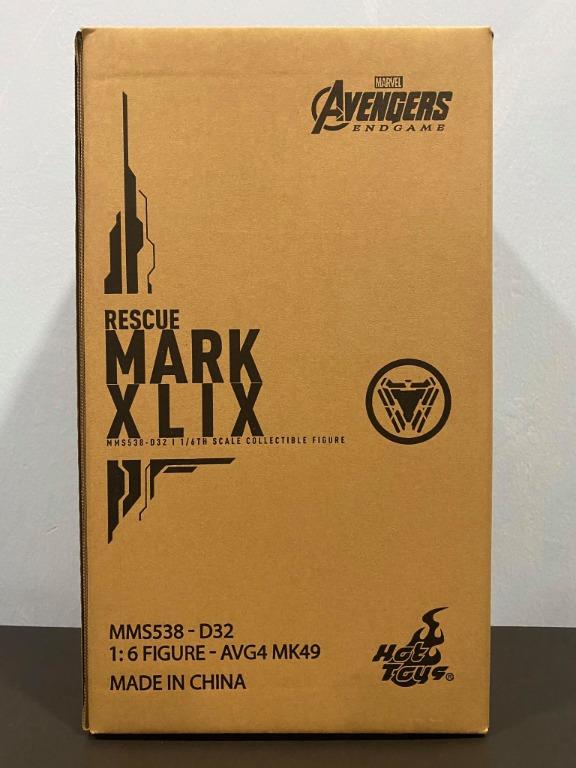 MARVEL
AVENGERS
ENDGAME
RESCUE
MARK
XLIX
MMS538-D32 | 1/6TH SCALE COLLECTIBLE FIGURE
MMS538 - D32
1: 6 FIGURE - AVG4 MK49
MADE IN CHINA
Hot
Toys®